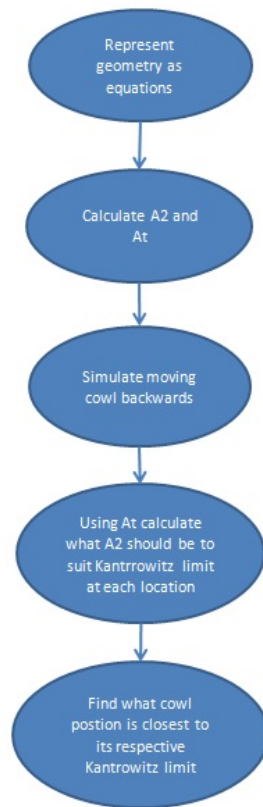 Represent
geometry as
equations
Calculate A2 and
At
Simulate moving
cowl backwards
Using At calculate
what A2 should be to
suit Kantrrowitz limit
at each location
Find what cowl
postion is closest to
its respective
Kantrowitz limit